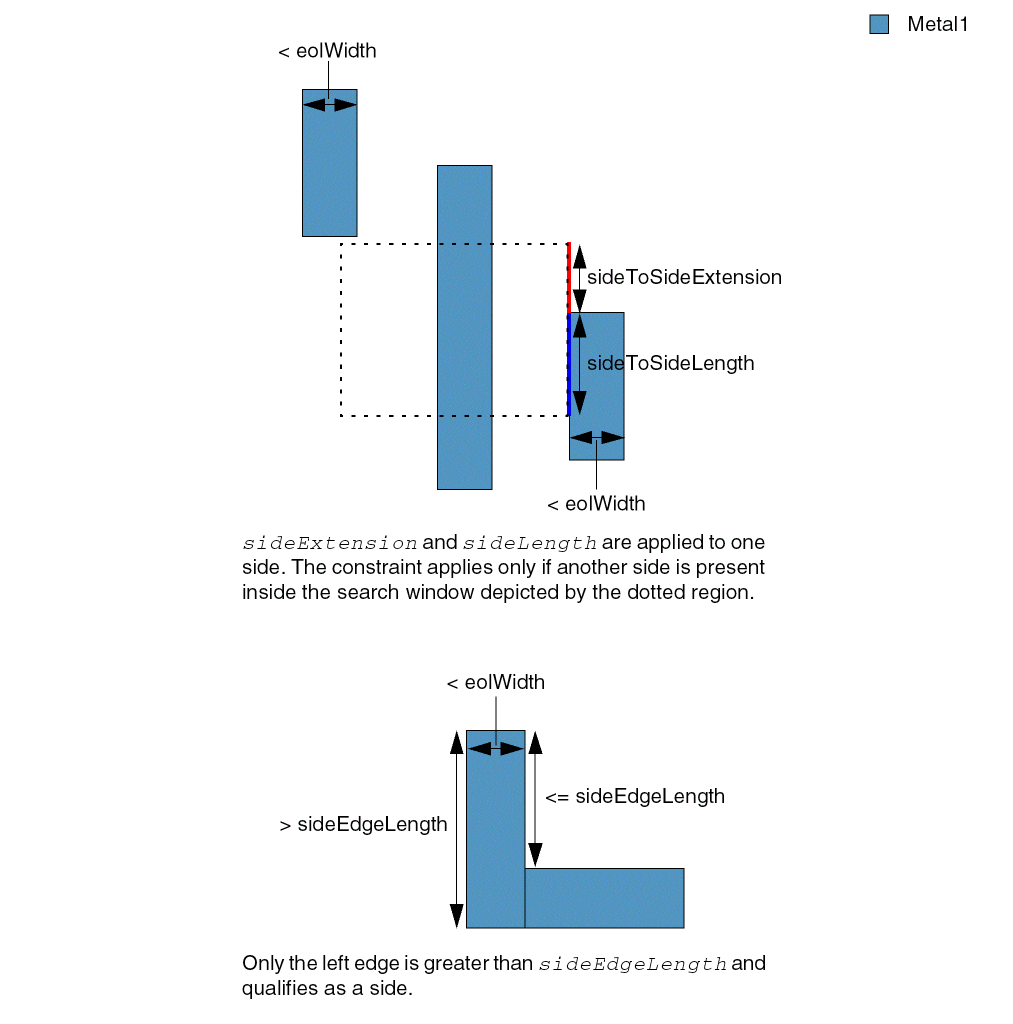 Metal1
< eolWidth
sideToSideExtension
sideToSideLength
< eolWidth
sideExtension and sideLength are applied to one
side. The constraint applies only if another side is present
inside the search window depicted by the dotted region.
< eolWidth
<= sideEdgeLength
> sideEdgeLength
Only the left edge is greater than sideEdgeLength and
qualifies as a side.